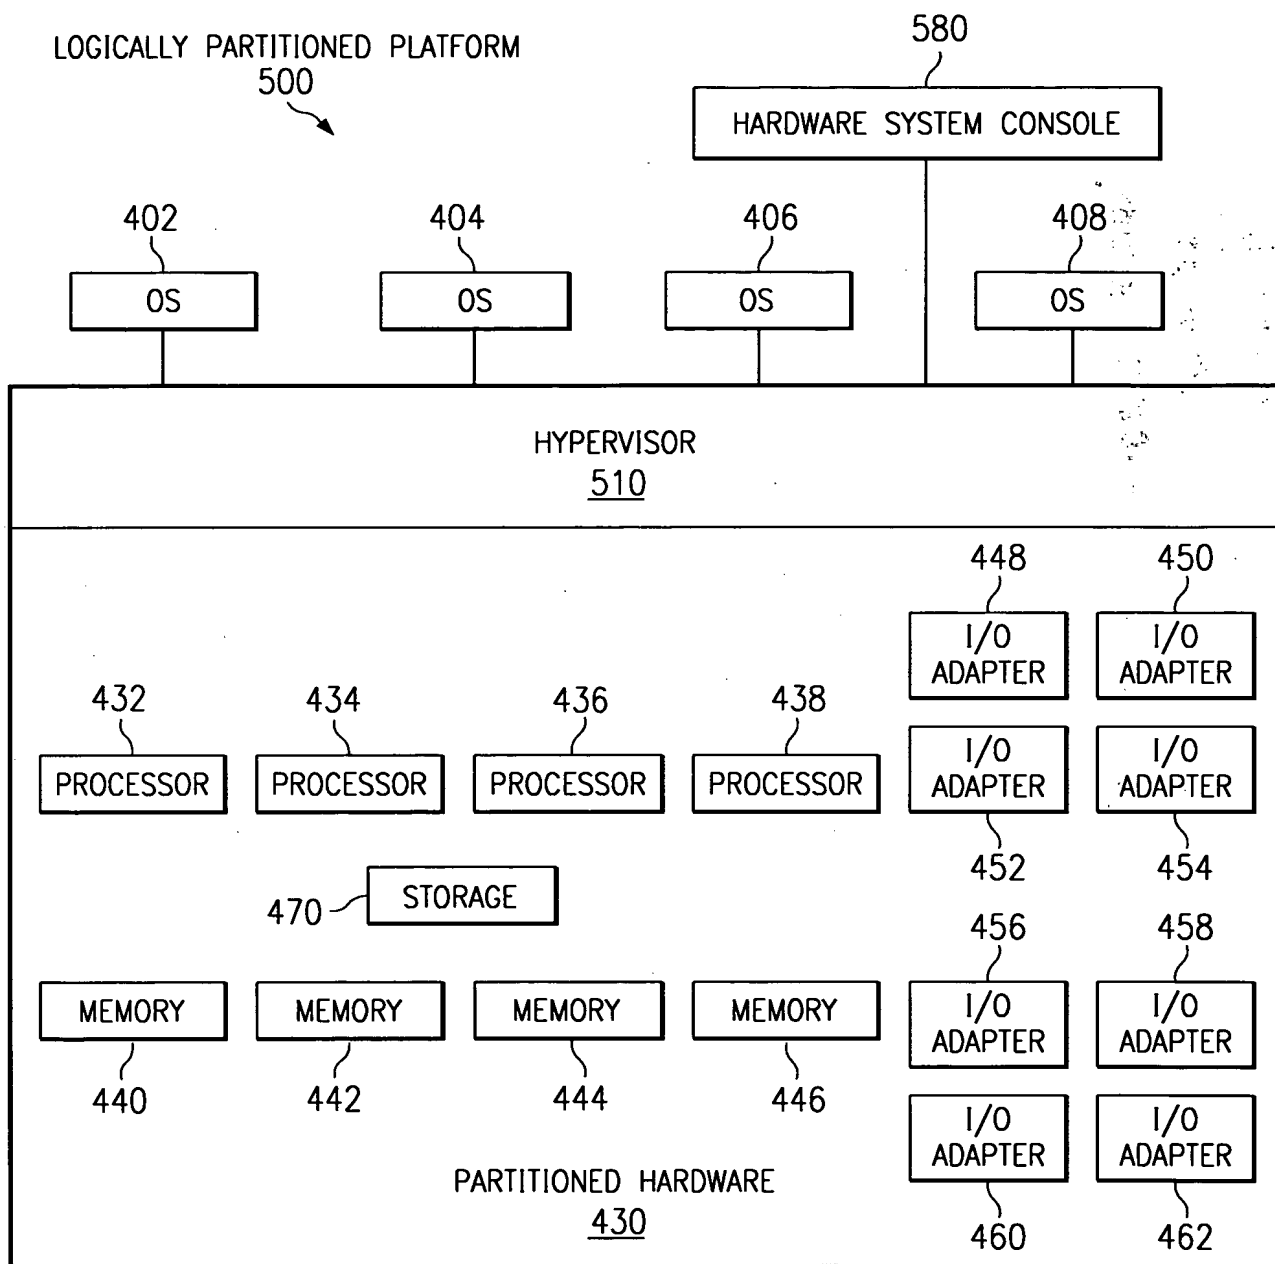 LOGICALLY PARTITIONED PLATFORM
500
580
HARDWARE SYSTEM CONSOLE
402
404
406
408
OS
OS
OS
OS
HYPERVISOR
510
448
450
I/O
ADAPTER
I/O
ADAPTER
432
434
436
438
PROCESSOR
PROCESSOR
PROCESSOR
PROCESSOR
I/O
ADAPTER
I/O
ADAPTER
452
454
470
STORAGE
456
458
MEMORY
MEMORY
MEMORY
MEMORY
I/O
ADAPTER
I/O
ADAPTER
440
442
444
446
I/O
ADAPTER
I/O
ADAPTER
PARTITIONED HARDWARE
430
460
462